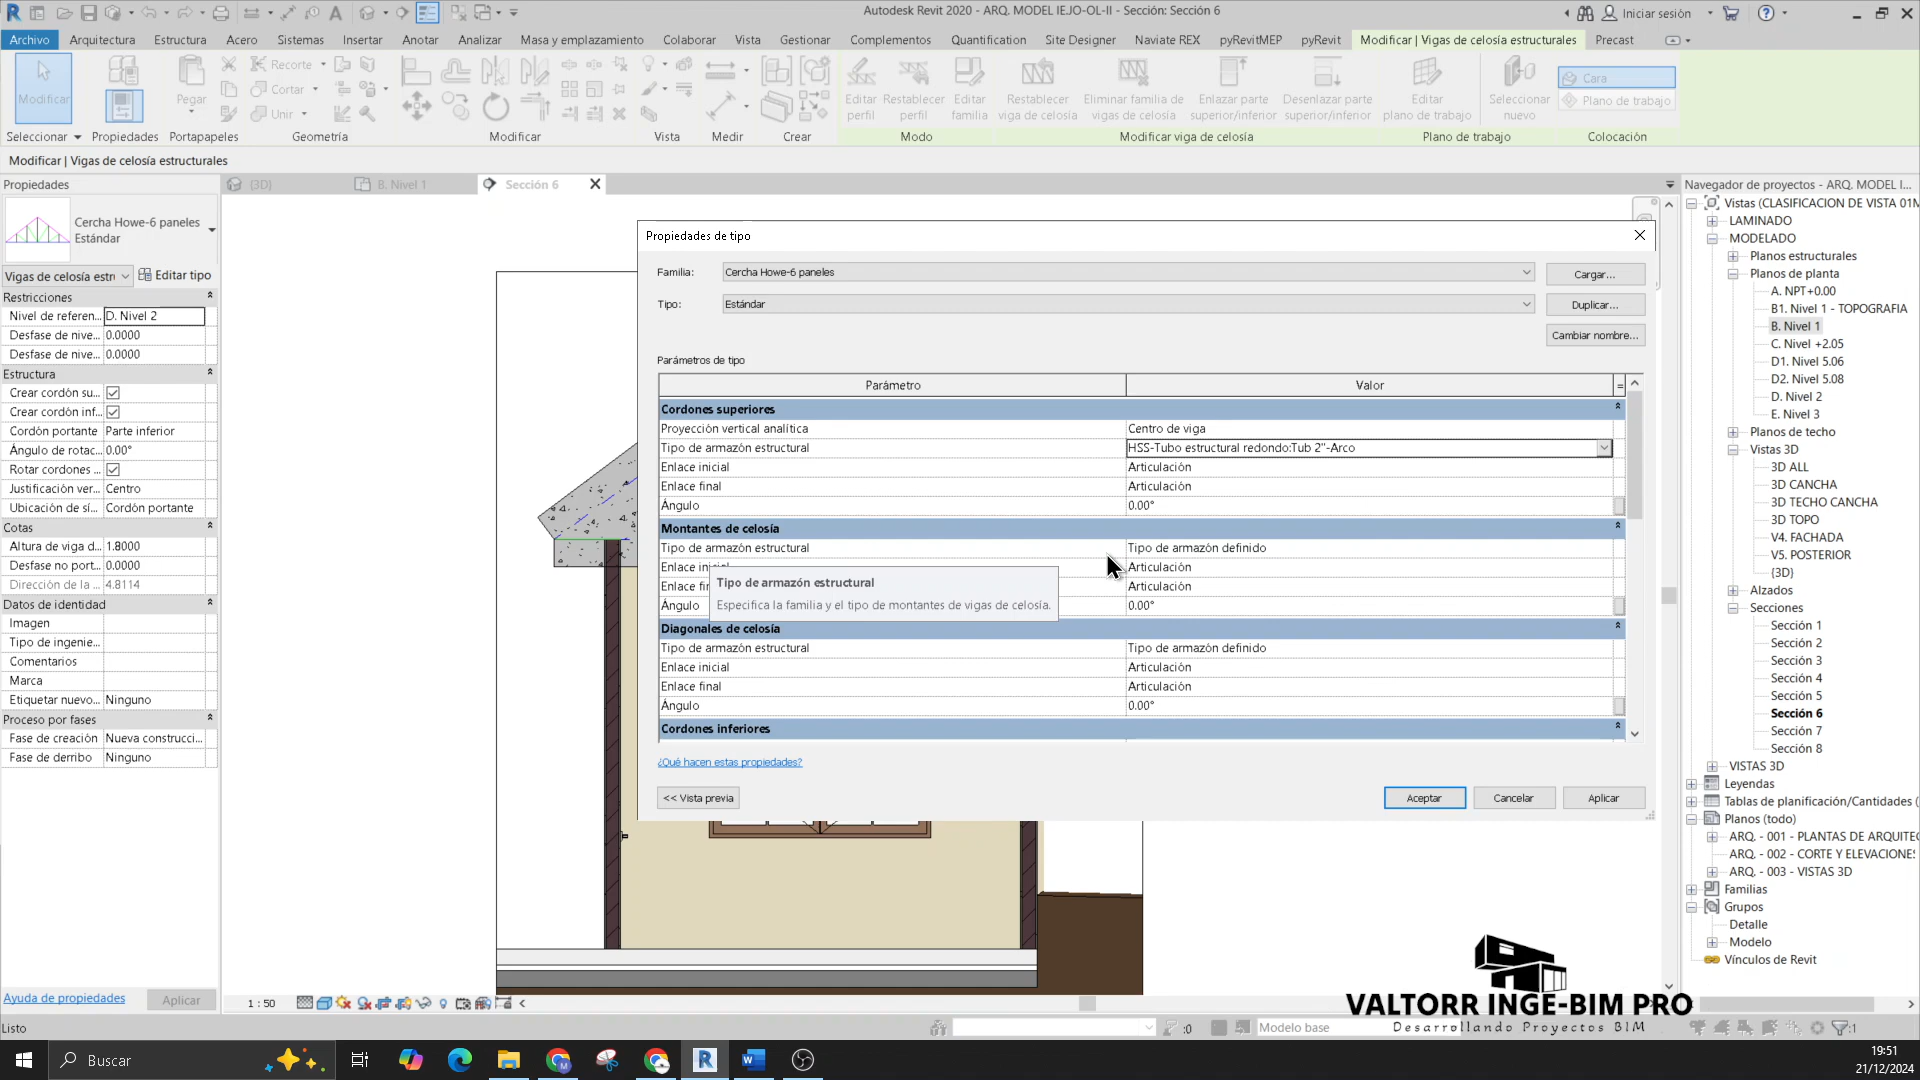 Autodesk Revit 2020 - ARQ. MODEL IEJO-OL-II - Sección: Sección 6
Iniciar sesión
Archivo Arquitectura Estructura Acero Sistemas Insertar Anotar Analizar Masa y emplazamiento Colaborar Vista Gestionar Complementos Quantification Site Designer Naviate REX pyRevitMEP pyRevit Modificar | Vigas de celosía estructurales Precast
Modificar
Pegar
Recorte
Cortar
Unir
Editar perfil
Restablecer perfil
Editar familia
Restablecer viga de celosía
Eliminar familia de vigas de celosía
Enlazar parte superior/inferior
Desenlazar parte superior/inferior
Editar plano de trabajo
Seleccionar nuevo
Cara
Plano de trabajo
Seleccionar Propiedades Portapapeles Geometría Modificar Vista Medir Crear Modo Modificar viga de celosía Plano de trabajo Colocación
Modificar | Vigas de celosía estructurales
Propiedades
{3D}
B. Nivel 1
Sección 6
Cercha Howe-6 paneles
Estándar
Vigas de celosía estr
Editar tipo
Restricciones
Nivel de referen... D. Nivel 2
Desfase de nive... 0.0000
Desfase de nive... 0.0000
Estructura
Crear cordón su...
Crear cordón inf...
Cordón portante Parte inferior
Ángulo de rotac... 0.00°
Rotar cordones ...
Justificación ver... Centro
Ubicación de sí... Cordón portante
Cotas
Altura de viga d... 1.8000
Desfase no port... 0.0000
Dirección de la ... 4.8114
Datos de identidad
Imagen
Tipo de ingenie...
Comentarios
Marca
Etiquetar nuevo... Ninguno
Proceso por fases
Fase de creación Nueva construcci...
Fase de derribo Ninguno
Ayuda de propiedades
Aplicar
Propiedades de tipo
Familia: Cercha Howe-6 paneles
Cargar...
Tipo: Estándar
Duplicar...
Cambiar nombre...
Parámetros de tipo
Parámetro Valor =
Cordones superiores
Proyección vertical analítica Centro de viga
Tipo de armazón estructural HSS-Tubo estructural redondo:Tub 2"-Arco
Enlace inicial Articulación
Enlace final Articulación
Ángulo 0.00°
Montantes de celosía
Tipo de armazón estructural Tipo de armazón definido
Enlace inicial Articulación
Enlace fin Articulación
Ángulo 0.00°
Tipo de armazón estructural
Especifica la familia y el tipo de montantes de vigas de celosía.
Diagonales de celosía
Tipo de armazón estructural Tipo de armazón definido
Enlace inicial Articulación
Enlace final Articulación
Ángulo 0.00°
Cordones inferiores
¿Qué hacen estas propiedades?
<< Vista previa
Aceptar
Cancelar
Aplicar
Navegador de proyectos - ARQ. MODEL I...
Vistas (CLASIFICACION DE VISTA 01M
LAMINADO
MODELADO
Planos estructurales
Planos de planta
A. NPT+0.00
B1. Nivel 1 - TOPOGRAFIA
B. Nivel 1
C. Nivel +2.05
D1. Nivel 5.06
D2. Nivel 5.08
D. Nivel 2
E. Nivel 3
Planos de techo
Vistas 3D
3D ALL
3D CANCHA
3D TECHO CANCHA
3D TOPO
V4. FACHADA
V5. POSTERIOR
{3D}
Alzados
Secciones
Sección 1
Sección 2
Sección 3
Sección 4
Sección 5
Sección 6
Sección 7
Sección 8
VISTAS 3D
Leyendas
Tablas de planificación/Cantidades (
Planos (todo)
ARQ. - 001 - PLANTAS DE ARQUITEC
ARQ. - 002 - CORTE Y ELEVACIONES
ARQ. - 003 - VISTAS 3D
Familias
Grupos
Detalle
Modelo
Vínculos de Revit
VALTORR INGE-BIM PRO
Desarrollando Proyectos BIM
1 : 50
Listo
:0
Modelo base
:1
Buscar
19:51
21/12/2024